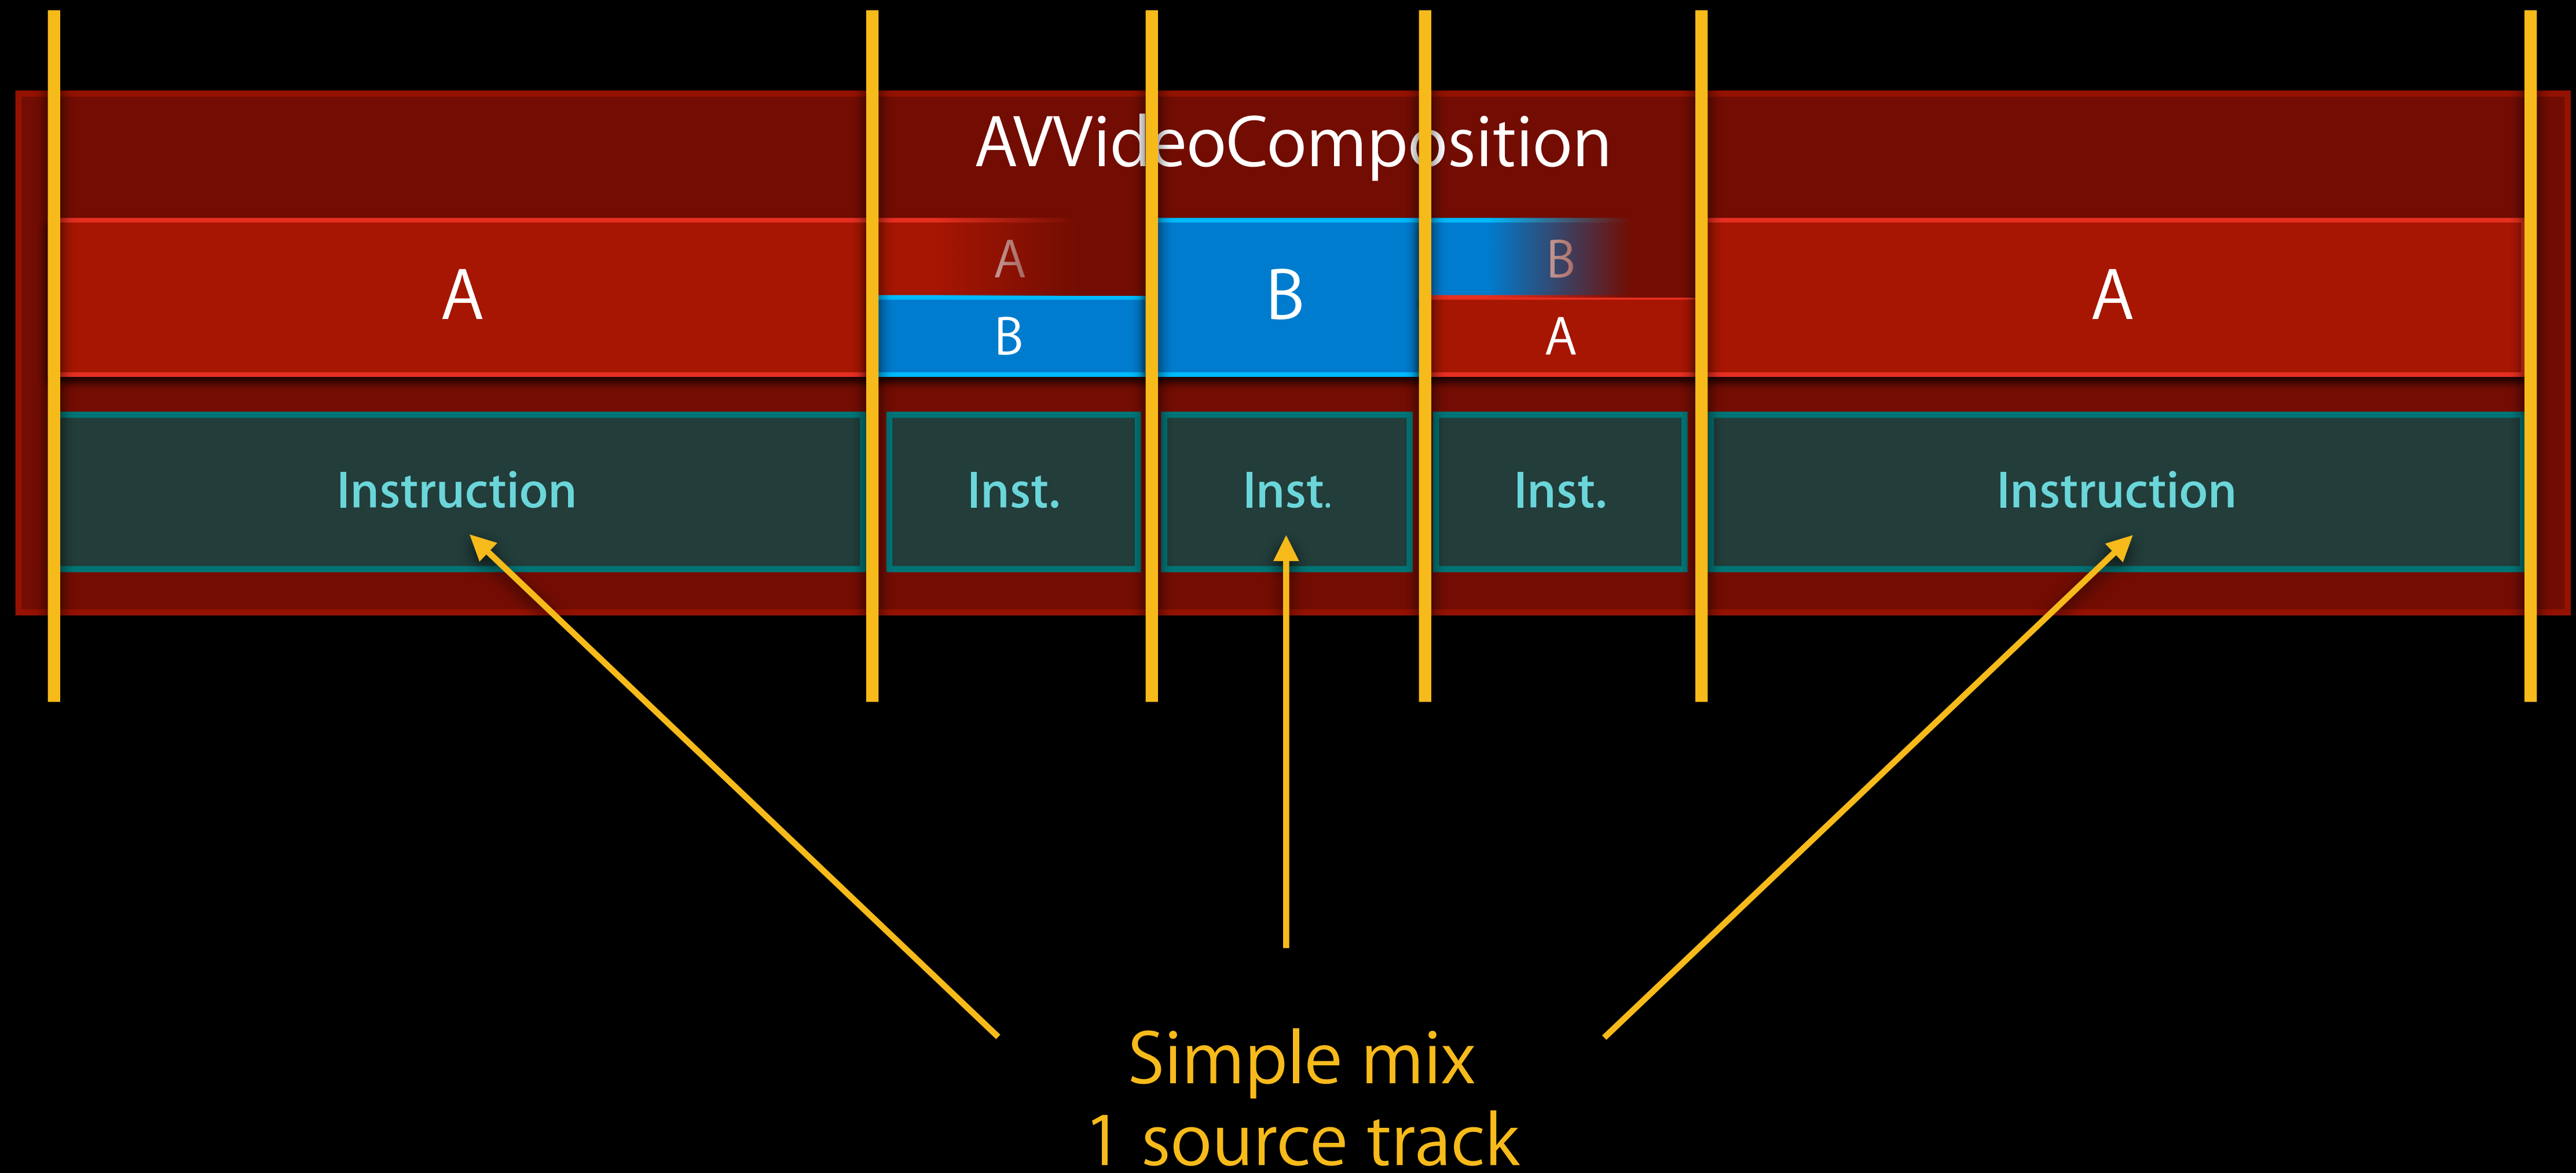 AVVideoComposition
A
A
B
B
B
A
A
Instruction
Inst.
Inst.
Inst.
Instruction
Simple mix
1 source track